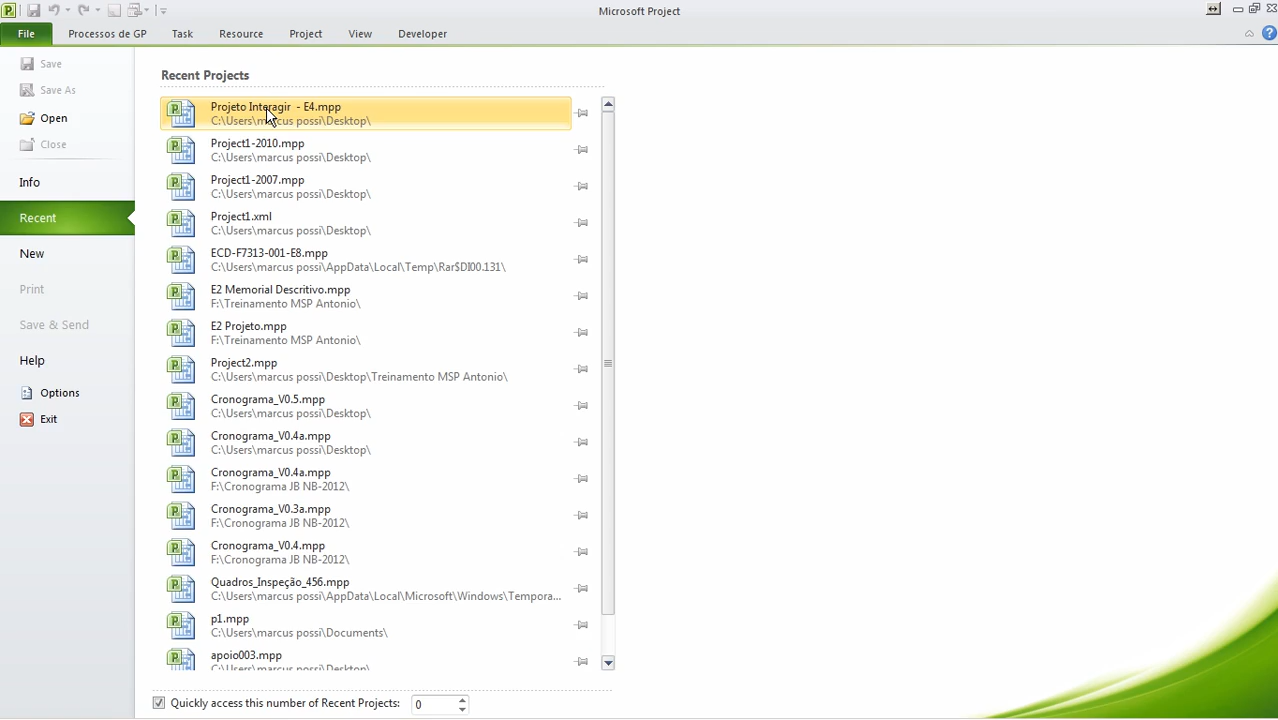 Microsoft Project
File
Processos de GP
Task
Resource
Project
View
Developer
Save
Save As
Open
Close
Info
Recent
New
Print
Save & Send
Help
Options
Exit
Recent Projects
Projeto Interagir - E4.mpp
C:\Users\marcus possi\Desktop\
Project1-2010.mpp
C:\Users\marcus possi\Desktop\
Project1-2007.mpp
C:\Users\marcus possi\Desktop\
Project1.xml
C:\Users\marcus possi\Desktop\
ECD-F7313-001-E8.mpp
C:\Users\marcus possi\AppData\Local\Temp\Rar$DI00.131\
E2 Memorial Descritivo.mpp
F:\Treinamento MSP Antonio\
E2 Projeto.mpp
F:\Treinamento MSP Antonio\
Project2.mpp
C:\Users\marcus possi\Desktop\Treinamento MSP Antonio\
Cronograma_V0.5.mpp
C:\Users\marcus possi\Desktop\
Cronograma_V0.4a.mpp
C:\Users\marcus possi\Desktop\
Cronograma_V0.4a.mpp
F:\Cronograma JB NB-2012\
Cronograma_V0.3a.mpp
F:\Cronograma JB NB-2012\
Cronograma_V0.4.mpp
F:\Cronograma JB NB-2012\
Quadros_Inspeção_456.mpp
C:\Users\marcus possi\AppData\Local\Microsoft\Windows\Tempora...
p1.mpp
C:\Users\marcus possi\Documents\
apoio003.mpp
C:\Users\marcus possi\Desktop\
Quickly access this number of Recent Projects: 0